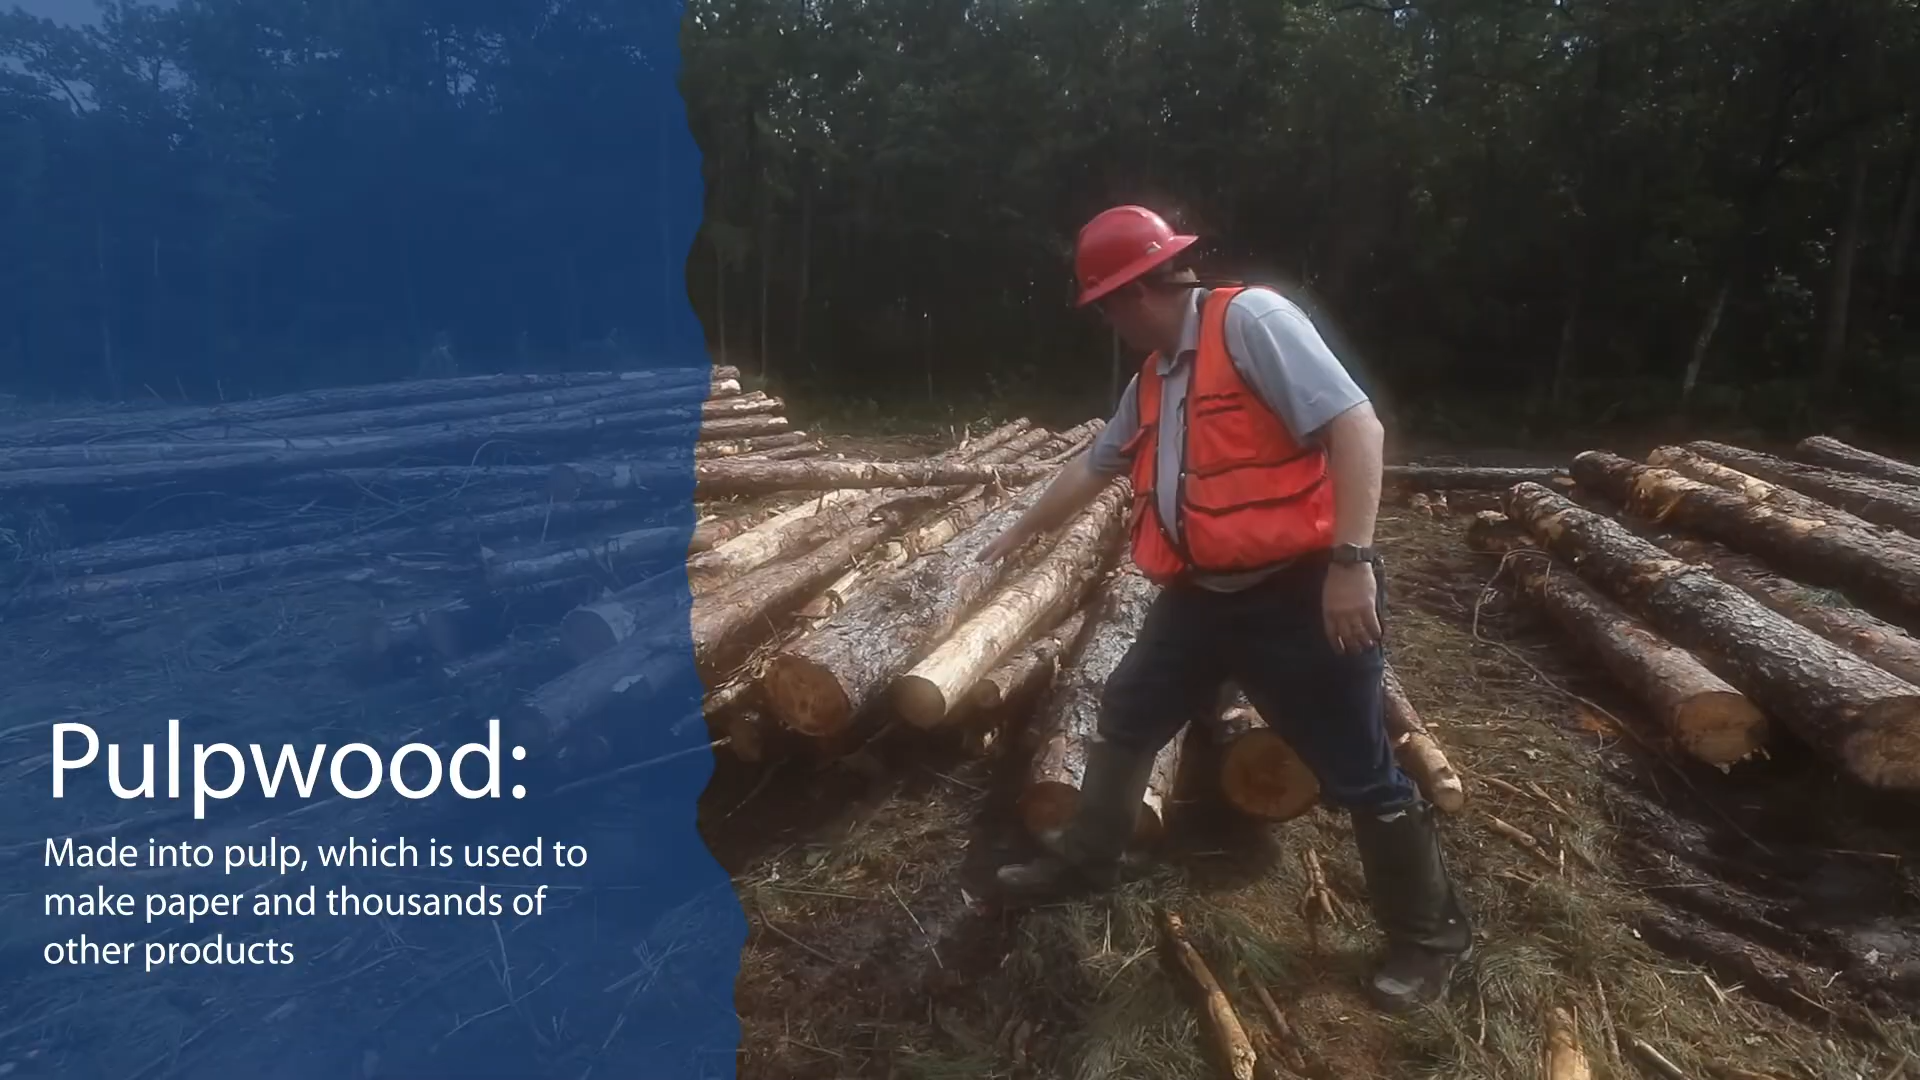 Pulpwood:
Made into pulp, which is used to
make paper and thousands of
other products